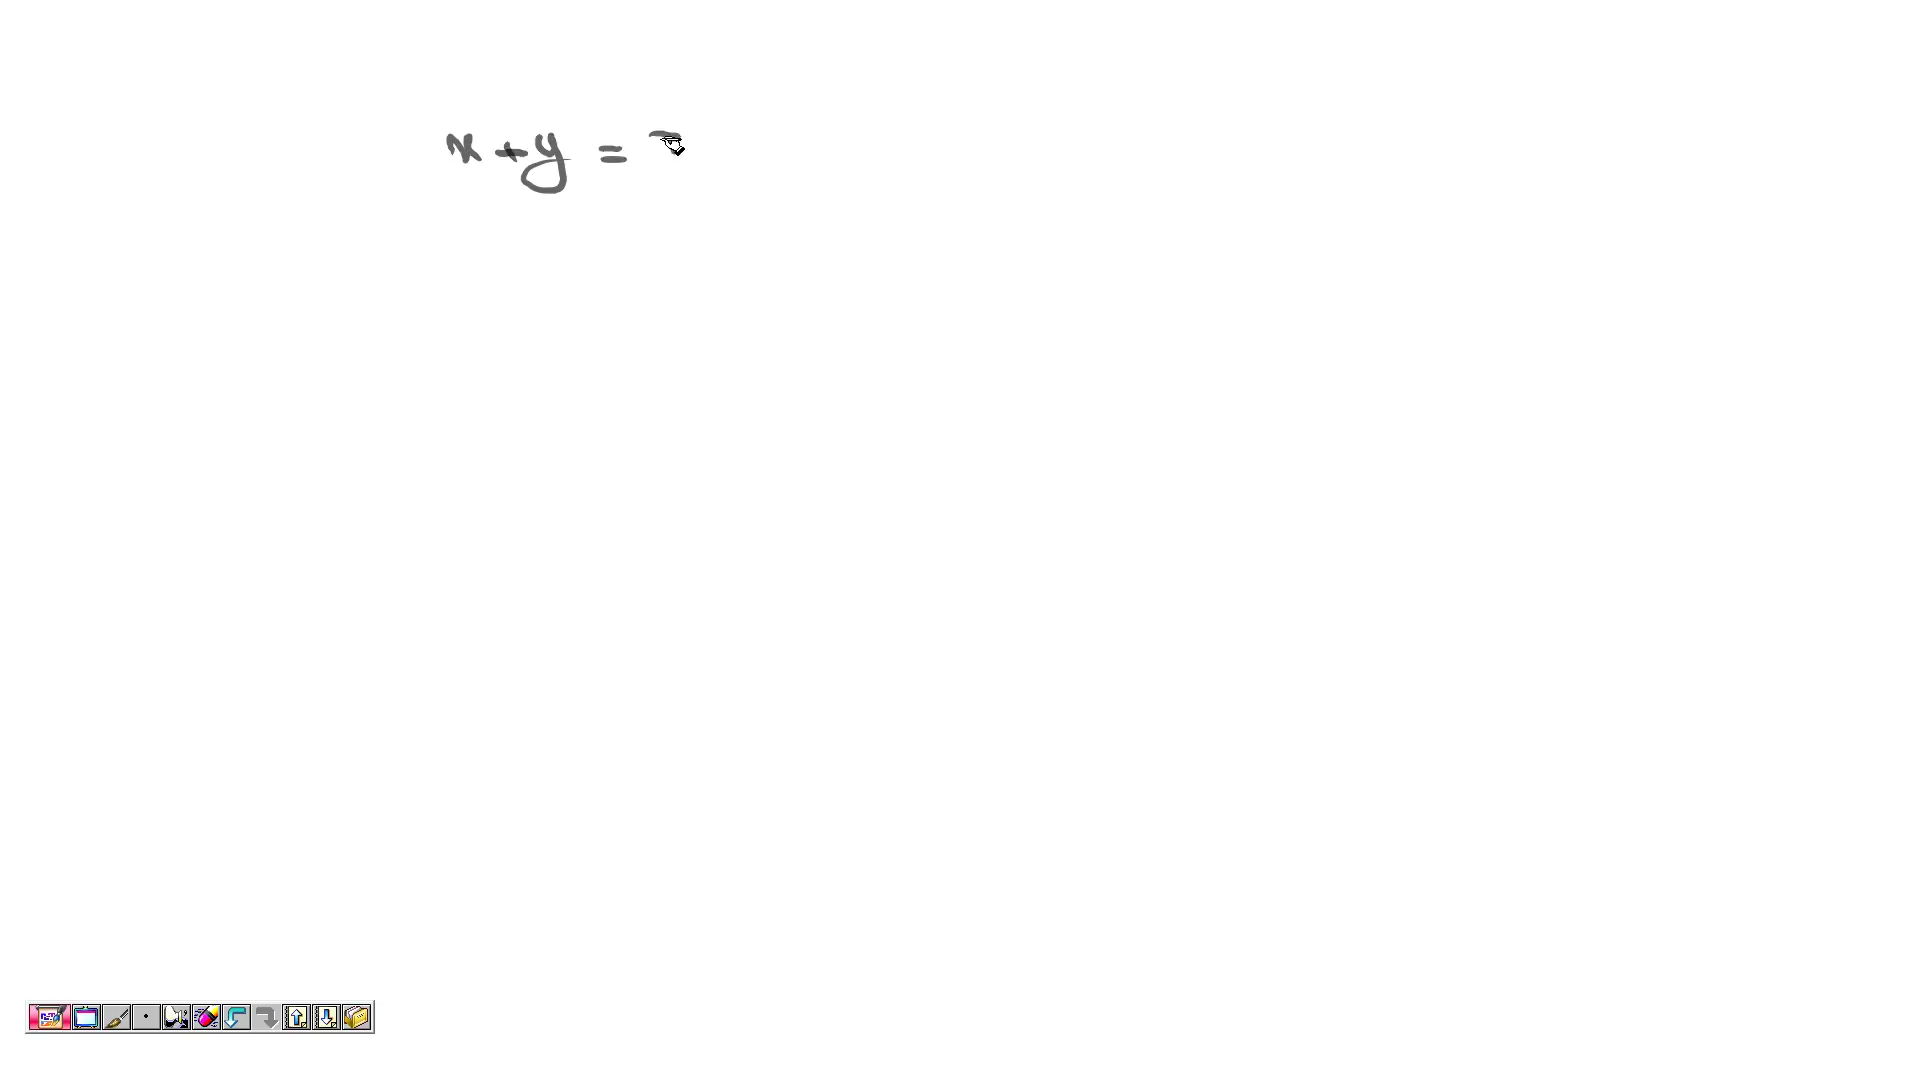 x + y =